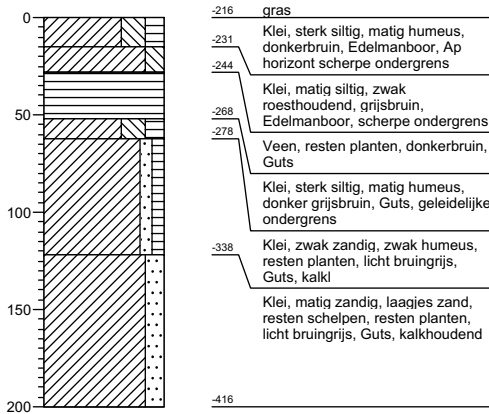 0
50
100
150
200
-216
gras
-231
Klei, sterk siltig, matig humeus,
donkerbruin, Edelmanboor, Ap
horizont scherpe ondergrens
-244
Klei, matig siltig, zwak
roesthoudend, grijsbruin,
Edelmanboor, scherpe ondergrens
-268
Veen, resten planten, donkerbruin,
Guts
-278
Klei, sterk siltig, matig humeus,
donker grijsbruin, Guts, geleidelijke
ondergrens
-338
Klei, zwak zandig, zwak humeus,
resten planten, licht bruingrijs,
Guts, kalkl
Klei, matig zandig, laagjes zand,
resten schelpen, resten planten,
licht bruingrijs, Guts, kalkhoudend
-416